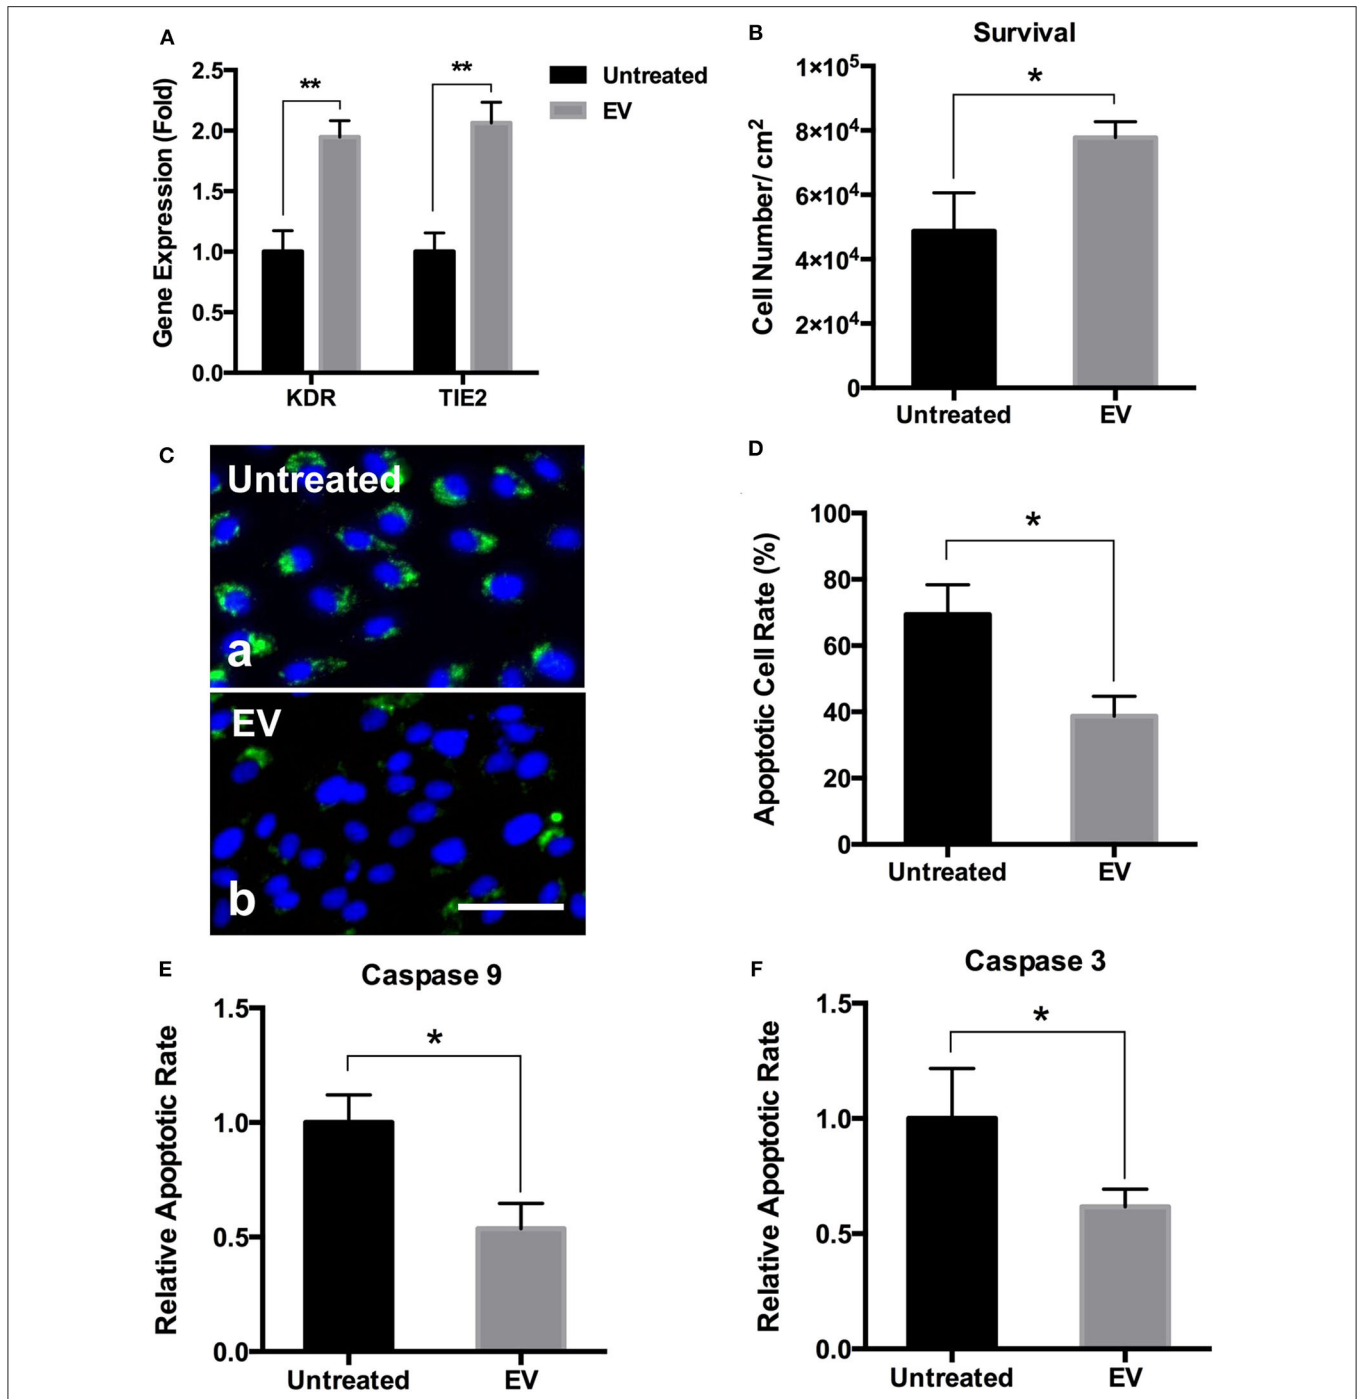 A
Gene Expression (Fold)
2.5
2.0
1.5
1.0
0.5
0.0
**
**
KDR
TIE2
Untreated
EV
B
Survival
Cell Number/ cm²
1×10⁵
8×10⁴
6×10⁴
4×10⁴
2×10⁴
0
*
Untreated
EV
C
Untreated
a
EV
b
D
Apoptotic Cell Rate (%)
100
80
60
40
20
0
*
Untreated
EV
E
Caspase 9
Relative Apoptotic Rate
1.5
1.0
0.5
0.0
*
Untreated
EV
F
Caspase 3
Relative Apoptotic Rate
1.5
1.0
0.5
0.0
*
Untreated
EV